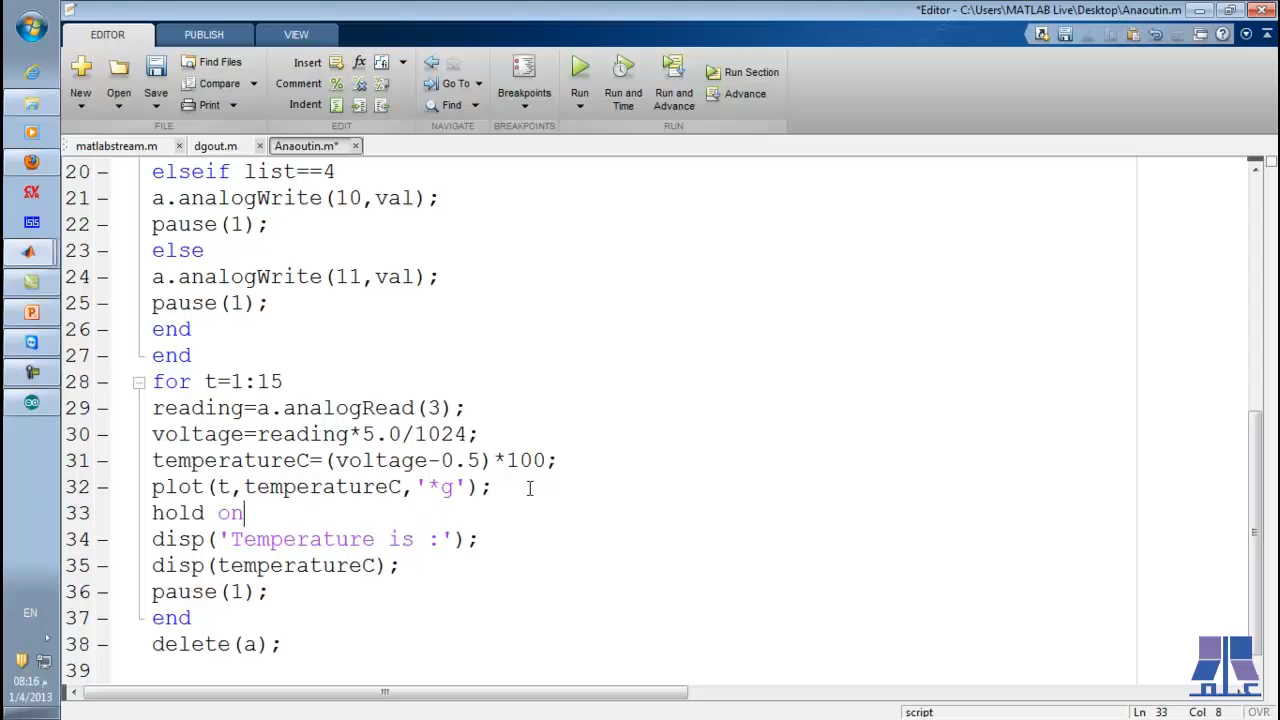 *Editor - C:\Users\MATLAB Live\Desktop\Anaoutin.m
EDITOR PUBLISH VIEW
New Open Save Find Files Compare Print
Insert Comment Indent
Go To Find
Breakpoints
Run Run and Time Run and Advance Run Section Advance
FILE EDIT NAVIGATE BREAKPOINTS RUN
matlabstream.m dgout.m Anaoutin.m*
20 – elseif list==4
21 – a.analogWrite(10,val);
22 – pause(1);
23 – else
24 – a.analogWrite(11,val);
25 – pause(1);
26 – end
27 – end
28 – for t=1:15
29 – reading=a.analogRead(3);
30 – voltage=reading*5.0/1024;
31 – temperatureC=(voltage-0.5)*100;
32 – plot(t,temperatureC,'*g');
33 hold on
34 – disp('Temperature is :');
35 – disp(temperatureC);
36 – pause(1);
37 – end
38 – delete(a);
39
EN
08:16 م
1/4/2013
script Ln 33 Col 8 OVR